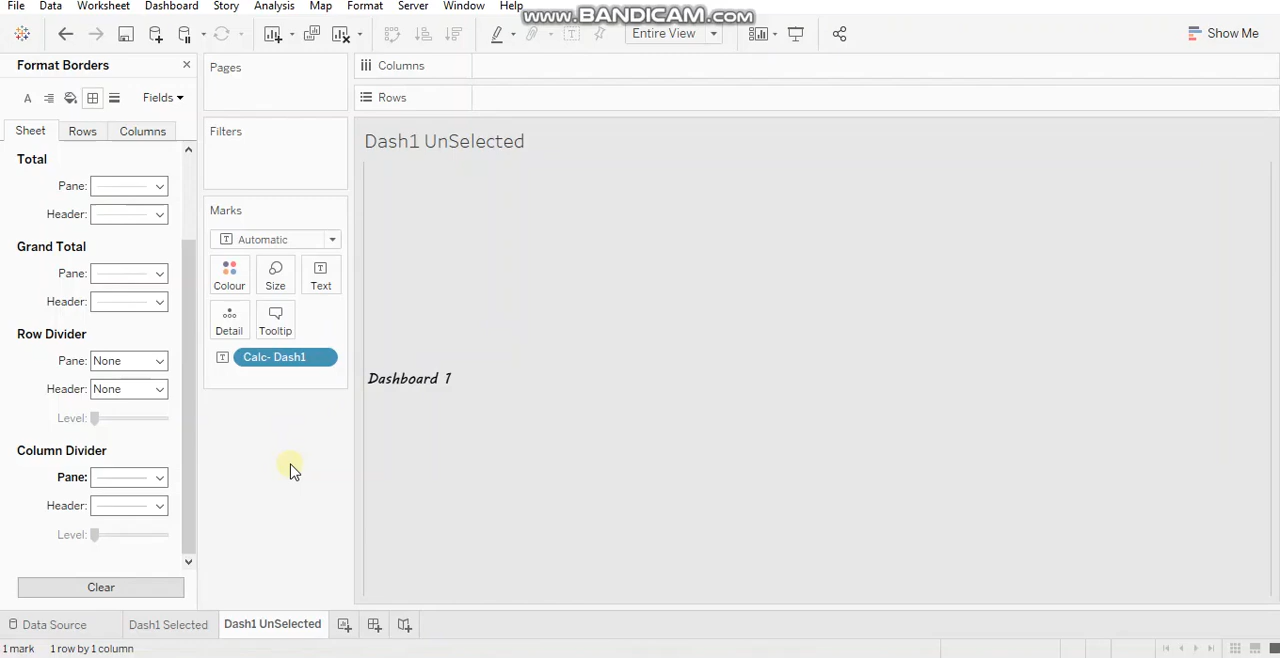 File Data Worksheet Dashboard Story Analysis Map Format Server Window Help
www.BANDICAM.com
Entire View
Show Me
Format Borders
Fields
Sheet Rows Columns
Total
Pane:
Header:
Grand Total
Pane:
Header:
Row Divider
Pane: None
Header: None
Level:
Column Divider
Pane:
Header:
Level:
Clear
Pages
Filters
Marks
Automatic
Colour Size Text
Detail Tooltip
Calc- Dash1
Columns
Rows
Dash1 UnSelected
Dashboard 1
Data Source Dash1 Selected Dash1 UnSelected
1 mark 1 row by 1 column